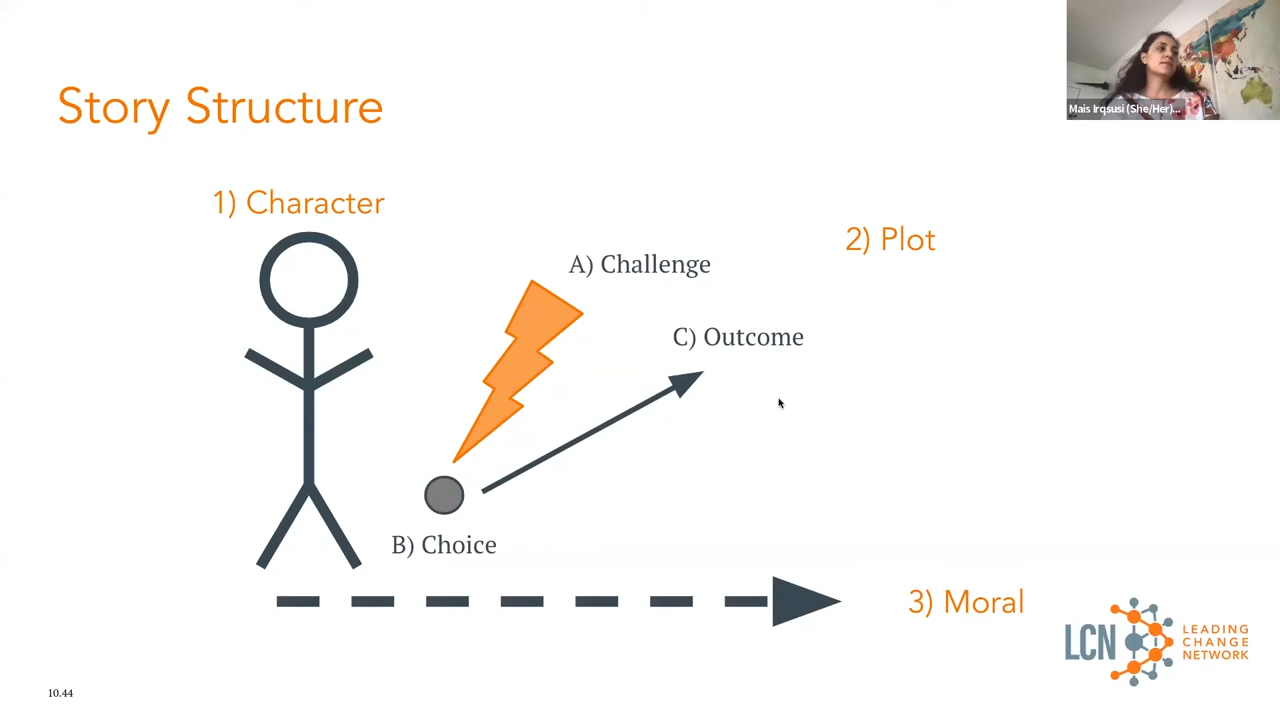 Story Structure
Mais Irqsusi (She/Her)...
1) Character
2) Plot
A) Challenge
C) Outcome
B) Choice
3) Moral
LCN
LEADING
CHANGE
NETWORK
10.44